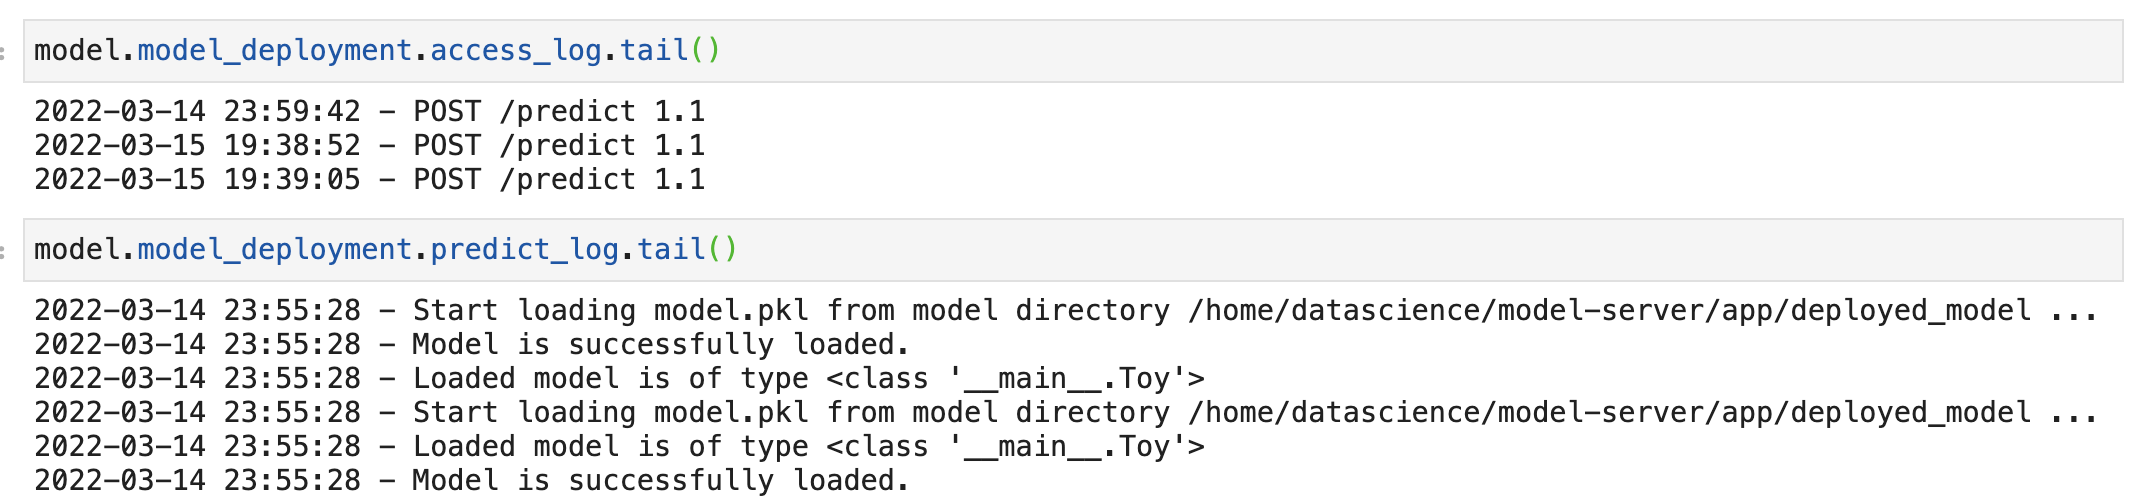 model.model_deployment.access_log.tail()
2022-03-14 23:59:42 - POST /predict 1.1
2022-03-15 19:38:52 - POST /predict 1.1
2022-03-15 19:39:05 - POST /predict 1.1
model.model_deployment.predict_log.tail()
2022-03-14 23:55:28 - Start loading model.pkl from model directory /home/datascience/model-server/app/deployed_model ...
2022-03-14 23:55:28 - Model is successfully loaded.
2022-03-14 23:55:28 - Loaded model is of type <class '__main__.Toy'>
2022-03-14 23:55:28 - Start loading model.pkl from model directory /home/datascience/model-server/app/deployed_model ...
2022-03-14 23:55:28 - Loaded model is of type <class '__main__.Toy'>
2022-03-14 23:55:28 - Model is successfully loaded.